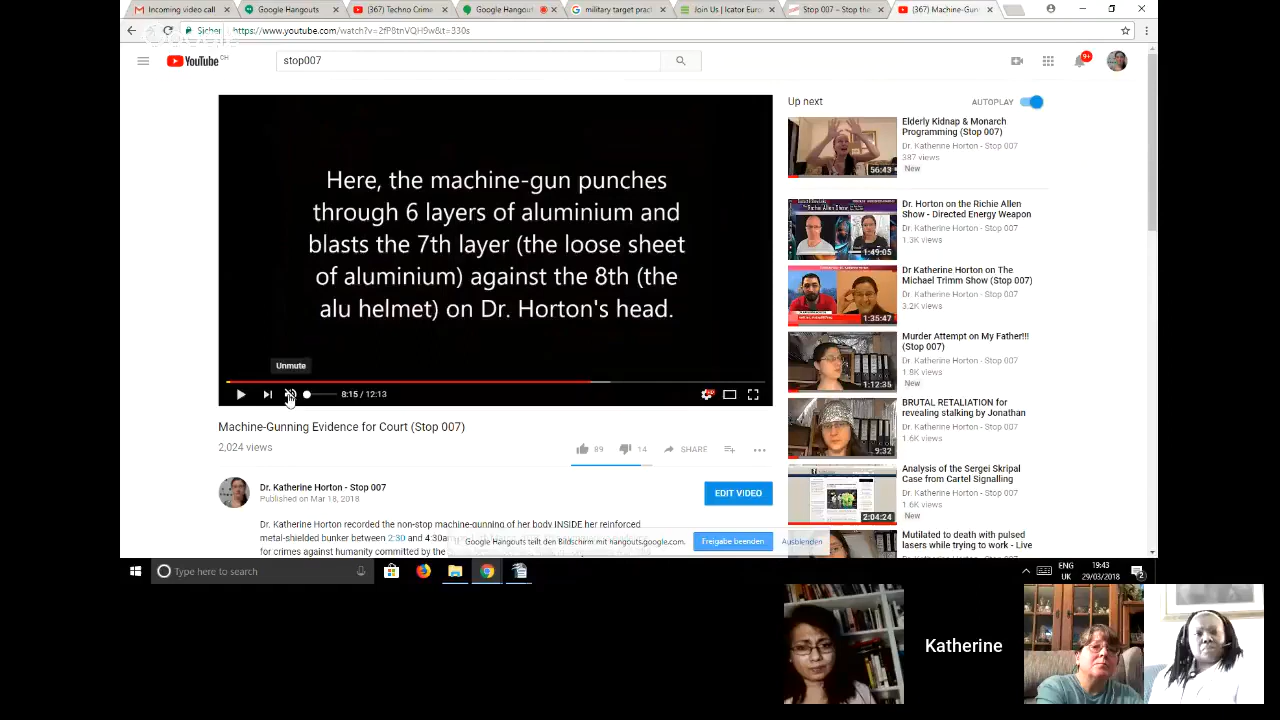 Incoming video call
Google Hangouts
(367) Techno Crime
Google Hangout
military target practi
Join Us | Icator Euro
Stop 007 – Stop the
(367) Machine-Gun
Sicher
https://www.youtube.com/watch?v=2fP8tnVQH9w&t=330s
YouTube CH
stop007
9+
Here, the machine-gun punches
through 6 layers of aluminium and
blasts the 7th layer (the loose sheet
of aluminium) against the 8th (the
alu helmet) on Dr. Horton's head.
Unmute
8:15 / 12:13
Machine-Gunning Evidence for Court (Stop 007)
2,024 views
89
14
SHARE
Dr. Katherine Horton - Stop 007
Published on Mar 18, 2018
EDIT VIDEO
Dr. Katherine Horton recorded the non-stop machine-gunning of her body INSIDE her reinforced
metal-shielded bunker between 2:30 and 4:30am
for crimes against humanity committed by the
Google Hangouts teilt den Bildschirm mit hangouts.google.com.
Freigabe beenden
Ausblenden
Up next
AUTOPLAY
Elderly Kidnap & Monarch
Programming (Stop 007)
Dr. Katherine Horton - Stop 007
387 views
New
56:43
Dr. Horton on the Richie Allen
Show - Directed Energy Weapon
Dr. Katherine Horton - Stop 007
1.3K views
1:49:05
Dr Katherine Horton on The
Michael Trimm Show (Stop 007)
Dr. Katherine Horton - Stop 007
3.2K views
1:35:47
Murder Attempt on My Father!!!
(Stop 007)
Dr. Katherine Horton - Stop 007
1.8K views
New
1:12:35
BRUTAL RETALIATION for
revealing stalking by Jonathan
Dr. Katherine Horton - Stop 007
1.6K views
9:32
Analysis of the Sergei Skripal
Case from Cartel Signalling
Dr. Katherine Horton - Stop 007
1.6K views
New
2:04:24
Mutilated to death with pulsed
lasers while trying to work - Live
Type here to search
ENG
UK
19:43
29/03/2018
2
Katherine